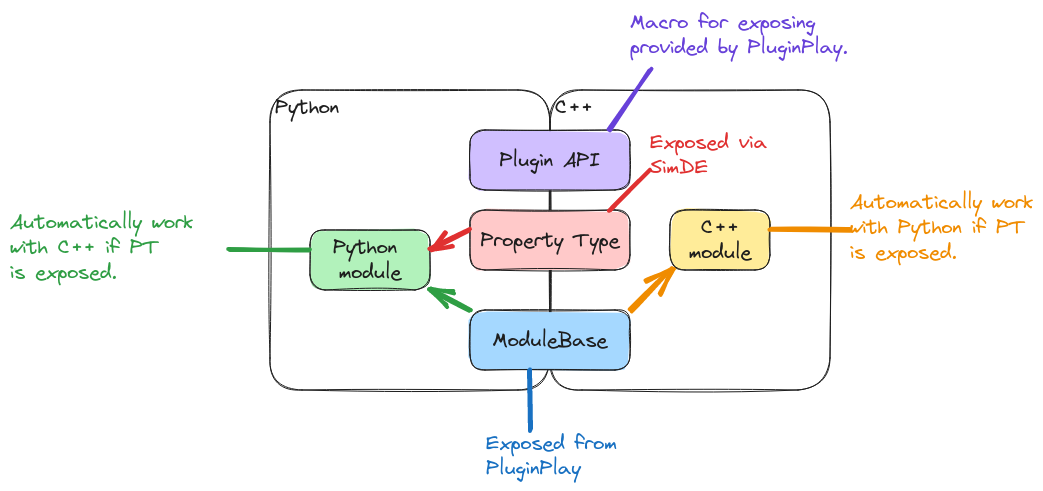 Macro for exposing
provided by PluginPlay.
Python
C++
Plugin API
Exposed via
SimDE
Automatically work
with C++ if PT
is exposed.
Python
module
Property Type
C++
module
Automatically work
with Python if PT
is exposed.
ModuleBase
Exposed from
PluginPlay